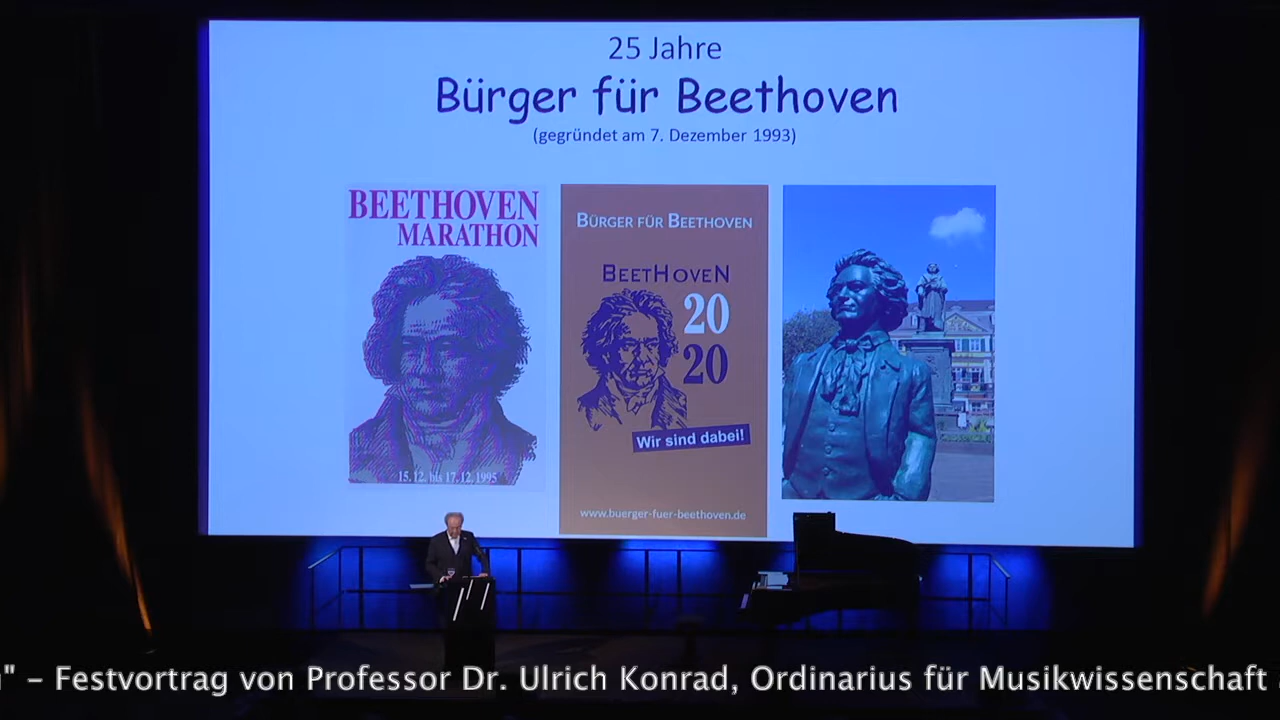 25 Jahre
Bürger für Beethoven
(gegründet am 7. Dezember 1993)
BEETHOVEN
MARATHON
15.12. bis 17.12.1995
BÜRGER FÜR BEETHOVEN
BEETHOVEN
20
20
Wir sind dabei!
www.buerger-fuer-beethoven.de
" – Festvortrag von Professor Dr. Ulrich Konrad, Ordinarius für Musikwissenschaft